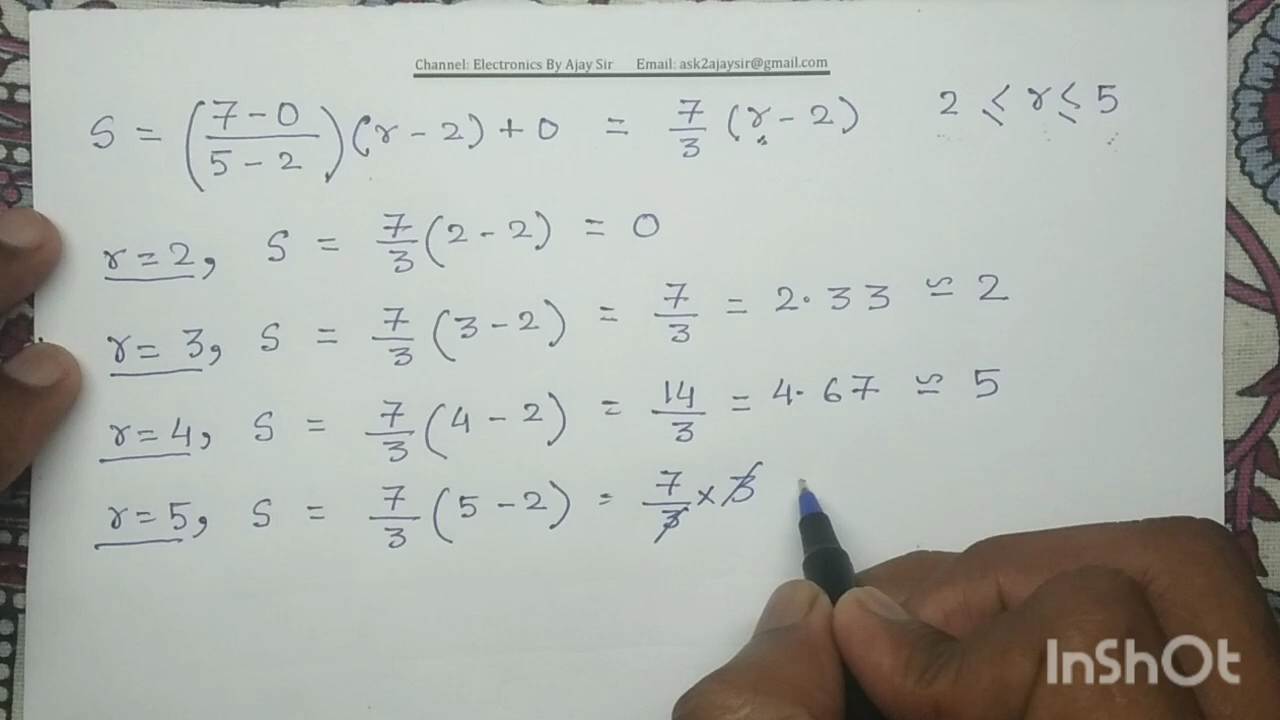 Channel: Electronics By Ajay Sir Email: ask2ajaysir@gmail.com
S = (7-0/5-2)(r-2)+0 = 7/3 (r-2) 2 ≤ r ≤ 5
r=2, S = 7/3(2-2) = 0
r=3, S = 7/3(3-2) = 7/3 = 2.33 ≌ 2
r=4, S = 7/3(4-2) = 14/3 = 4.67 ≌ 5
r=5, S = 7/3(5-2) = 7/3×3
InShOt